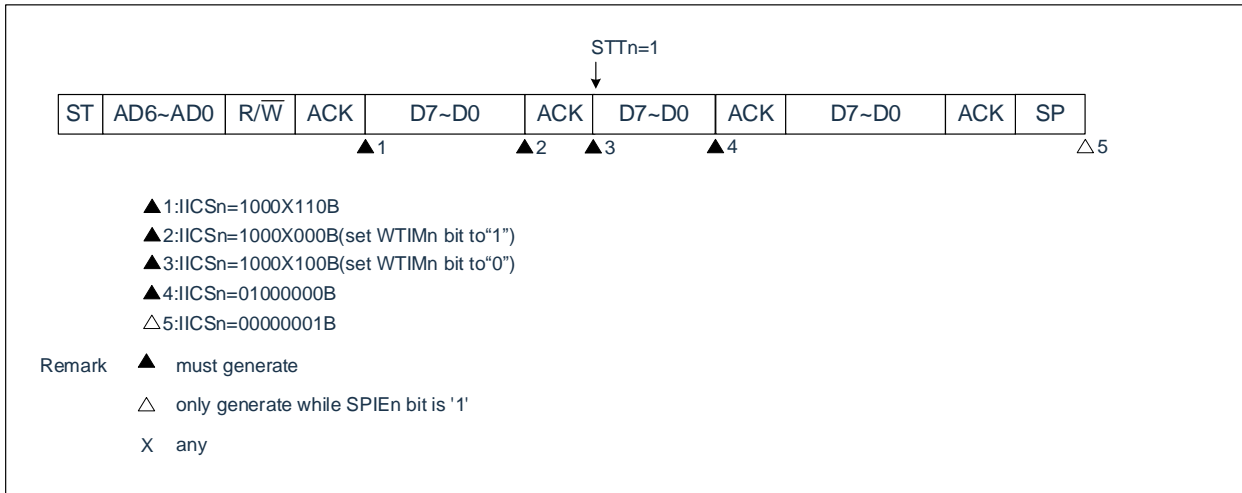 STTn=1
ST AD6~AD0 R/W ACK D7~D0 ACK D7~D0 ACK D7~D0 ACK SP
▲1 ▲2 ▲3 ▲4 △5
▲1:IICSn=1000X110B
▲2:IICSn=1000X000B(set WTIMn bit to“1”)
▲3:IICSn=1000X100B(set WTIMn bit to“0”)
▲4:IICSn=01000000B
△5:IICSn=00000001B
Remark ▲ must generate
△ only generate while SPIEn bit is '1'
X any